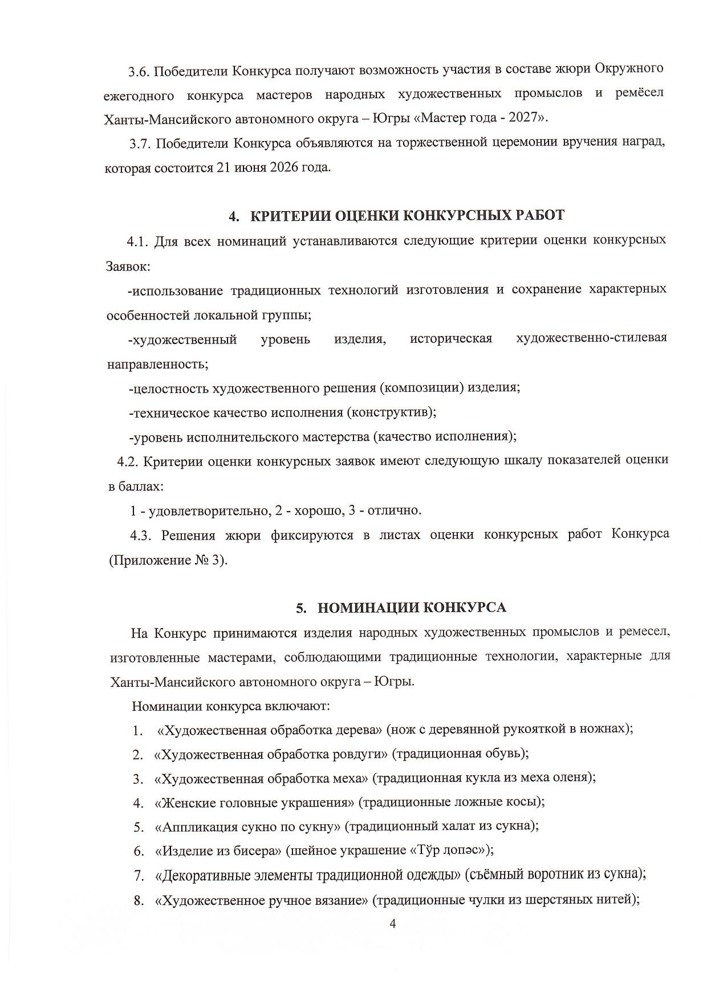 3.6. Победители Конкурса получают возможность участия в составе жюри Окружного
ежегодного конкурса мастеров народных художественных промыслов и ремёсел
Ханты-Мансийского автономного округа – Югры «Мастер года - 2027».
3.7. Победители Конкурса объявляются на торжественной церемонии вручения наград,
которая состоится 21 июня 2026 года.
4. КРИТЕРИИ ОЦЕНКИ КОНКУРСНЫХ РАБОТ
4.1. Для всех номинаций устанавливаются следующие критерии оценки конкурсных
Заявок:
-использование традиционных технологий изготовления и сохранение характерных
особенностей локальной группы;
-художественный уровень изделия, историческая художественно-стилевая
направленность;
-целостность художественного решения (композиции) изделия;
-техническое качество исполнения (конструктив);
-уровень исполнительского мастерства (качество исполнения);
4.2. Критерии оценки конкурсных заявок имеют следующую шкалу показателей оценки
в баллах:
1 - удовлетворительно, 2 - хорошо, 3 - отлично.
4.3. Решения жюри фиксируются в листах оценки конкурсных работ Конкурса
(Приложение № 3).
5. НОМИНАЦИИ КОНКУРСА
На Конкурс принимаются изделия народных художественных промыслов и ремесел,
изготовленные мастерами, соблюдающими традиционные технологии, характерные для
Ханты-Мансийского автономного округа – Югры.
Номинации конкурса включают:
1. «Художественная обработка дерева» (нож с деревянной рукояткой в ножнах);
2. «Художественная обработка ровдуги» (традиционная обувь);
3. «Художественная обработка меха» (традиционная кукла из меха оленя);
4. «Женские головные украшения» (традиционные ложные косы);
5. «Аппликация сукно по сукну» (традиционный халат из сукна);
6. «Изделие из бисера» (шейное украшение «Тўр ԯопәс»);
7. «Декоративные элементы традиционной одежды» (съёмный воротник из сукна);
8. «Художественное ручное вязание» (традиционные чулки из шерстяных нитей);
4